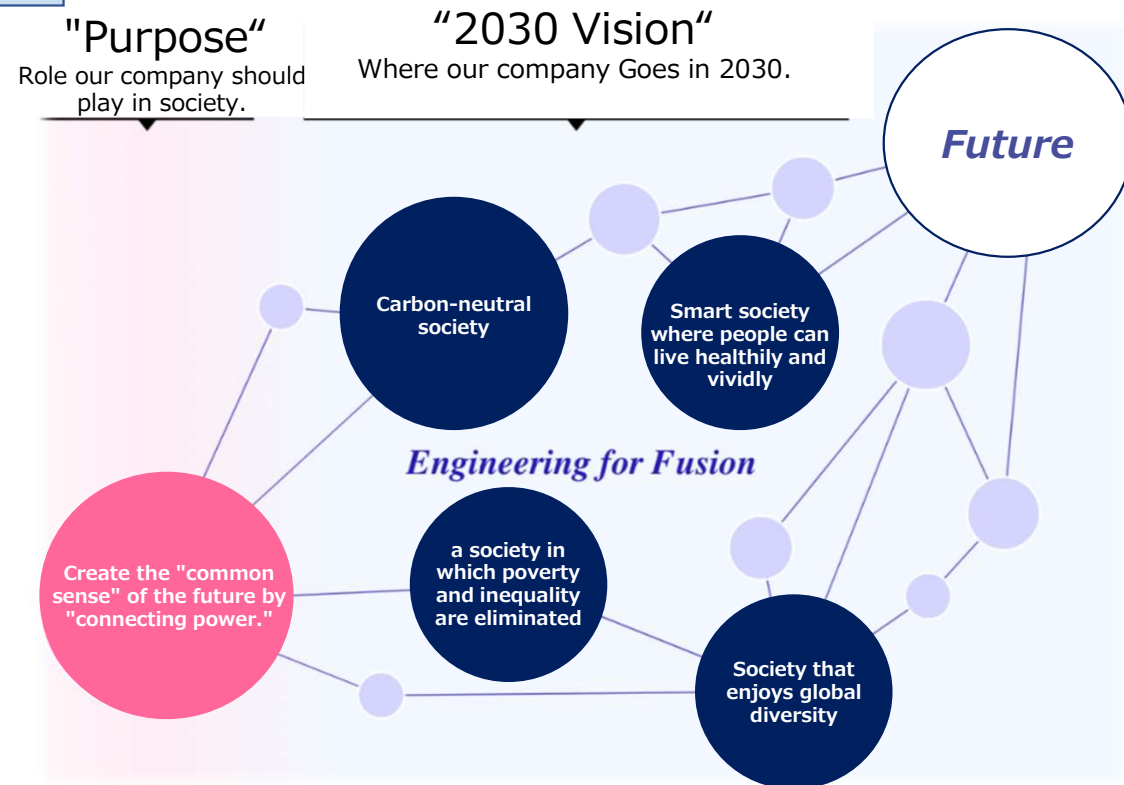 "Purpose“
Role our company should
play in society.
“2030 Vision”
Where our company Goes in 2030.
Future
Carbon-neutral
society
Smart society
where people can
live healthily and
vividly
Engineering for Fusion
Create the "common
sense" of the future by
"connecting power."
a society in
which poverty
and inequality
are eliminated
Society that
enjoys global
diversity